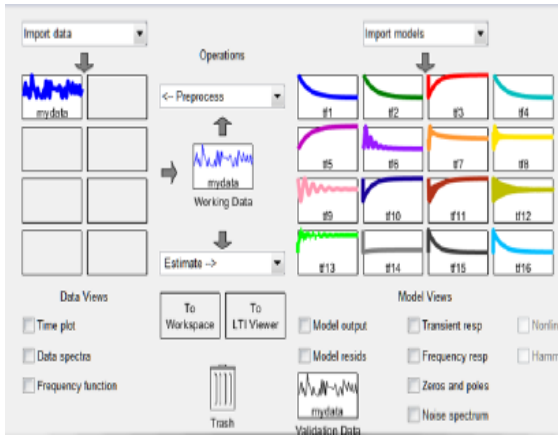 Import data
Import models
Operations
mydata
<-- Preprocess
tf1
tf2
tf3
tf4
mydata
Working Data
tf5
tf6
tf7
tf8
tf9
tf10
tf11
tf12
Estimate -->
tf13
tf14
tf15
tf16
Data Views
To
Workspace
To
LTI Viewer
Model Views
Time plot
Data spectra
Frequency function
Model output
Model resids
Transient resp
Frequency resp
Zeros and poles
Noise spectrum
Nonlin
Hamm
Trash
mydata
Validation Data